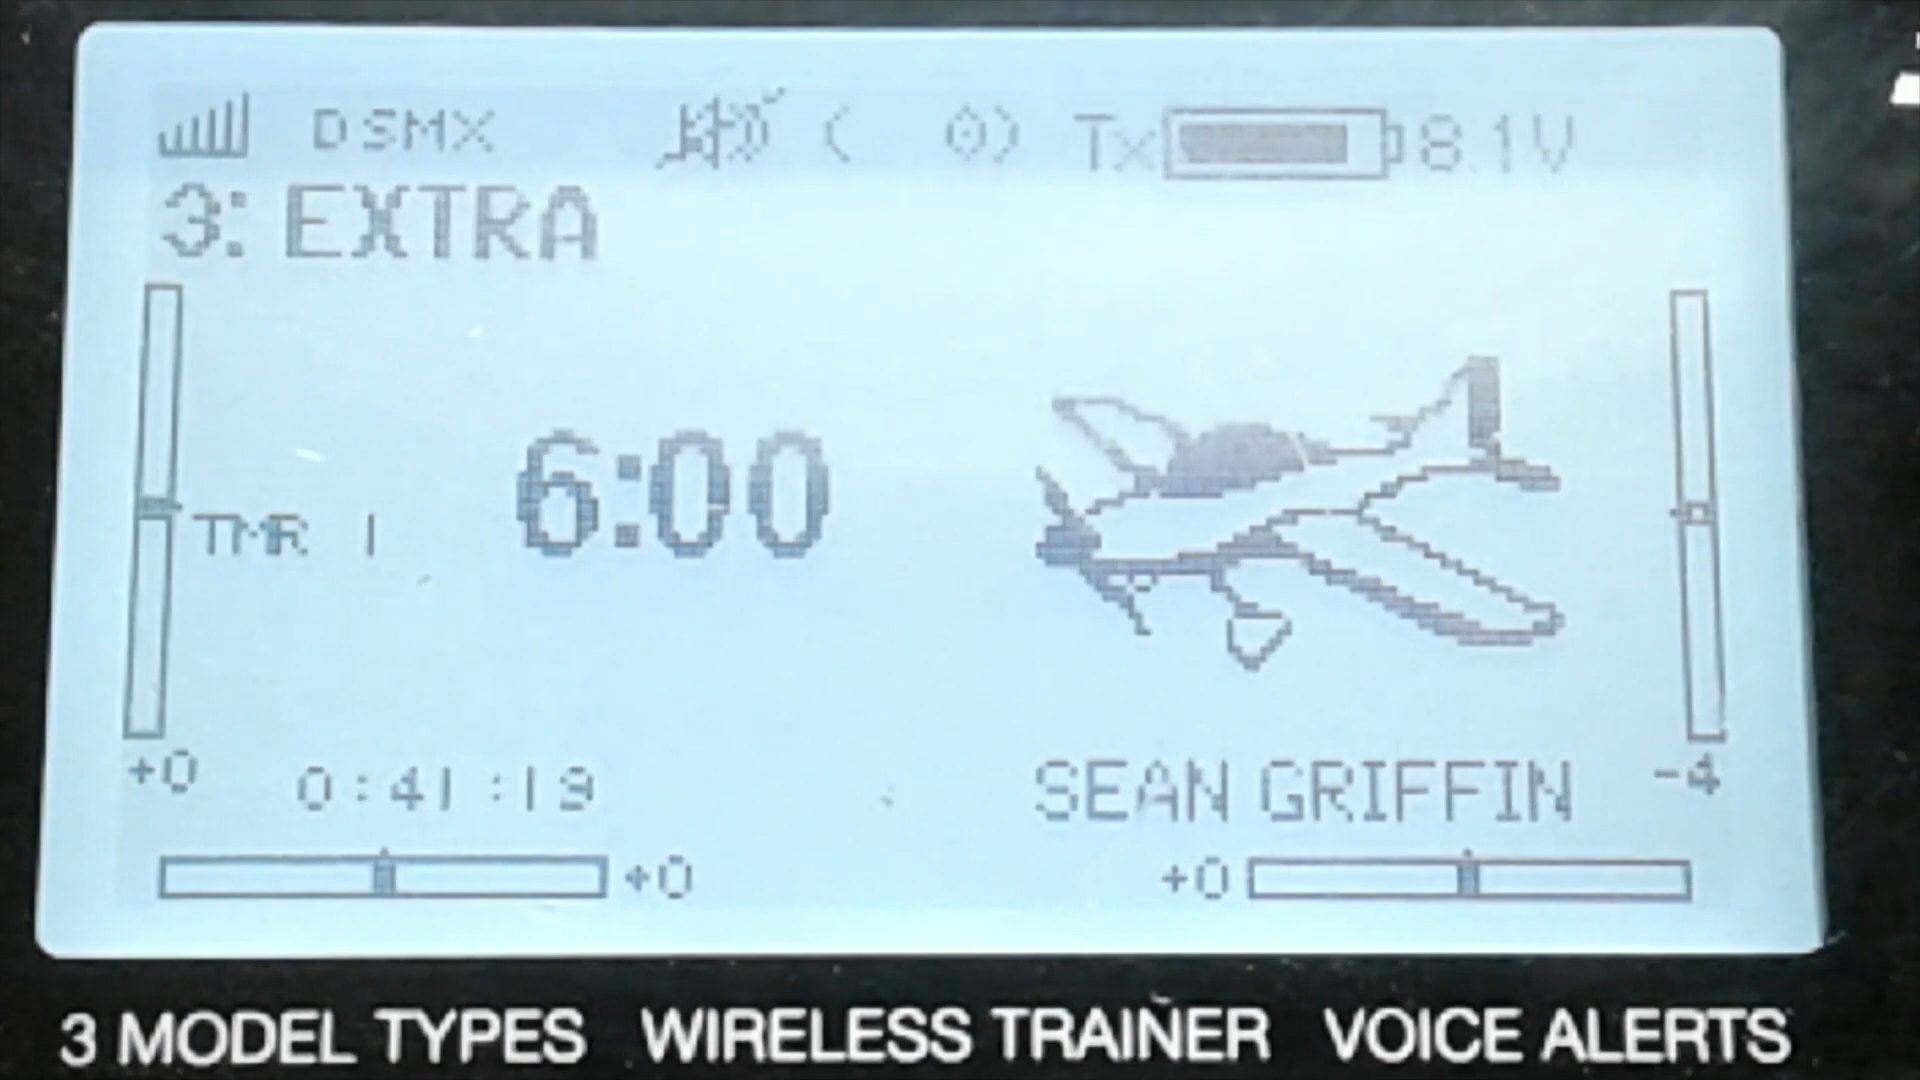 DSMX ( 0) Tx 8.1V
3: EXTRA
TMR 1 6:00
+0 0:41:19 SEAN GRIFFIN -4
+0 +0
3 MODEL TYPES WIRELESS TRAINER VOICE ALERTS